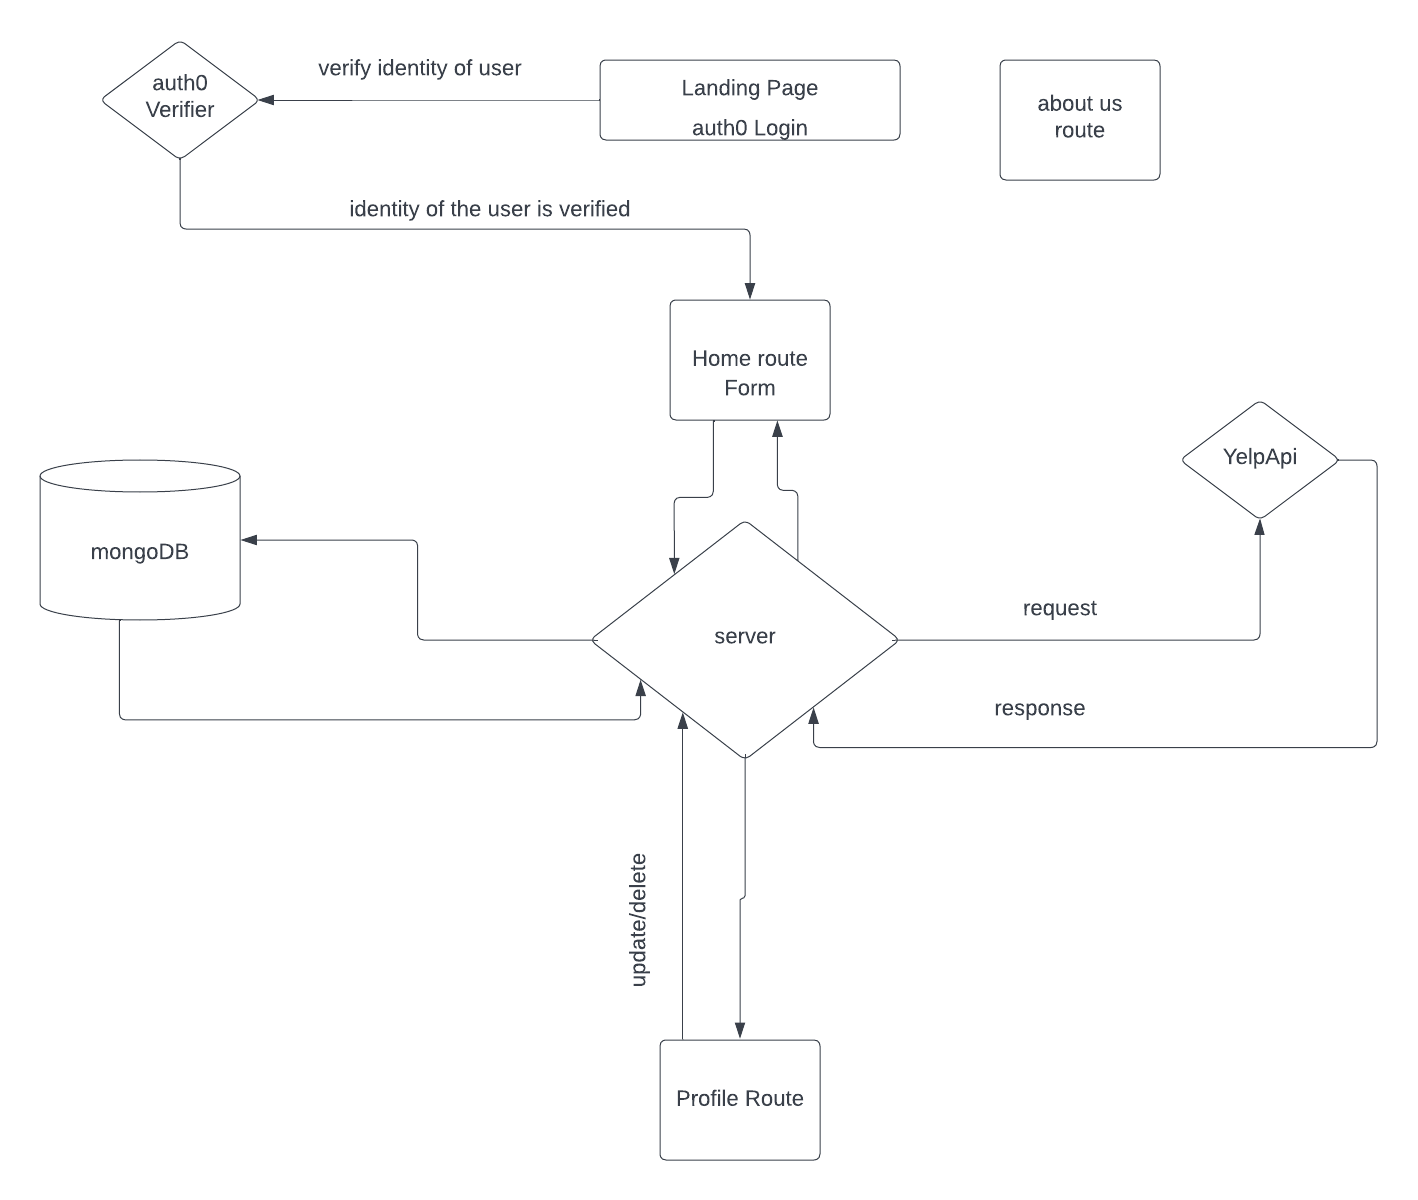 auth0
Verifier
verify identity of user
Landing Page
auth0 Login
about us
route
identity of the user is verified
Home route
Form
YelpApi
mongoDB
server
request
response
update/delete
Profile Route